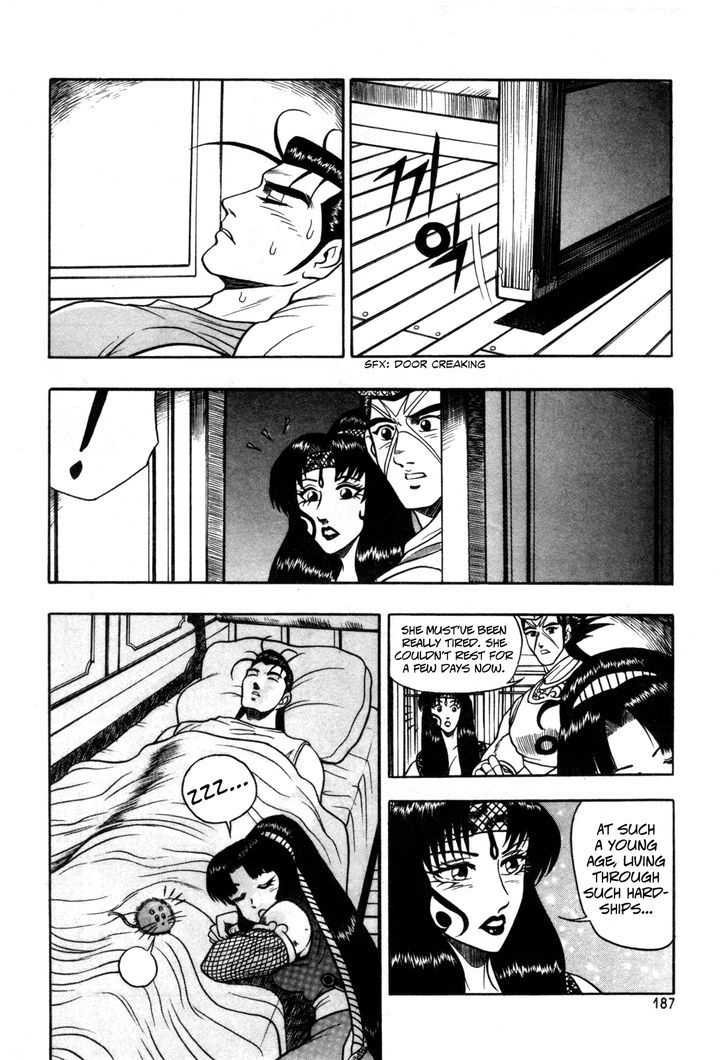 끼
익
SFX: DOOR CREAKING
!
SHE MUST'VE BEEN
REALLY TIRED. SHE
COULDN'T REST FOR
A FEW DAYS NOW.
ZZZ...
AT SUCH
A YOUNG
AGE, LIVING
THROUGH
SUCH HARD-
SHIPS...
187